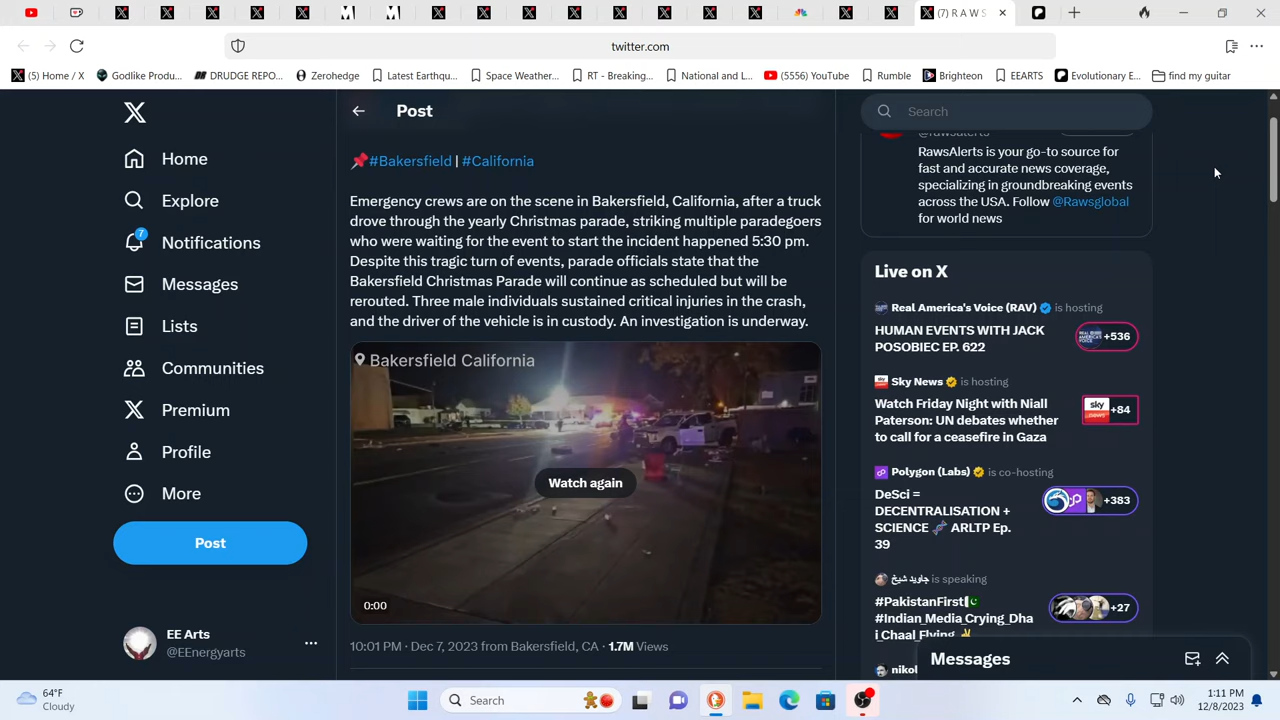 (7) R A W S
twitter.com
(5) Home / X
Godlike Produ...
DRUDGE REPO...
Zerohedge
Latest Earthqu...
Space Weather...
RT - Breaking...
National and L...
(5556) YouTube
Rumble
Brighteon
EEARTS
Evolutionary E...
find my guitar
Home
Explore
7
Notifications
Messages
Lists
Communities
Premium
Profile
More
Post
EE Arts
@EEnergyarts
Post
📌#Bakersfield | #California
Emergency crews are on the scene in Bakersfield, California, after a truck
drove through the yearly Christmas parade, striking multiple paradegoers
who were waiting for the event to start the incident happened 5:30 pm.
Despite this tragic turn of events, parade officials state that the
Bakersfield Christmas Parade will continue as scheduled but will be
rerouted. Three male individuals sustained critical injuries in the crash,
and the driver of the vehicle is in custody. An investigation is underway.
Bakersfield California
Watch again
0:00
10:01 PM · Dec 7, 2023 from Bakersfield, CA · 1.7M Views
Search
@rawsalerts
RawsAlerts is your go-to source for
fast and accurate news coverage,
specializing in groundbreaking events
across the USA. Follow @Rawsglobal
for world news
Live on X
Real America's Voice (RAV) is hosting
HUMAN EVENTS WITH JACK
POSOBIEC EP. 622
+536
Sky News is hosting
Watch Friday Night with Niall
Paterson: UN debates whether
to call for a ceasefire in Gaza
sky news
+84
Polygon (Labs) is co-hosting
DeSci =
DECENTRALISATION +
SCIENCE 🧬 ARLTP Ep.
39
+383
جاويد شيخ is speaking
#PakistanFirst🇵🇰
#Indian_Media_Crying_Dha
i_Chaal_Flying ✌
+27
nikol
Messages
64°F
Cloudy
Search
1:11 PM
12/8/2023